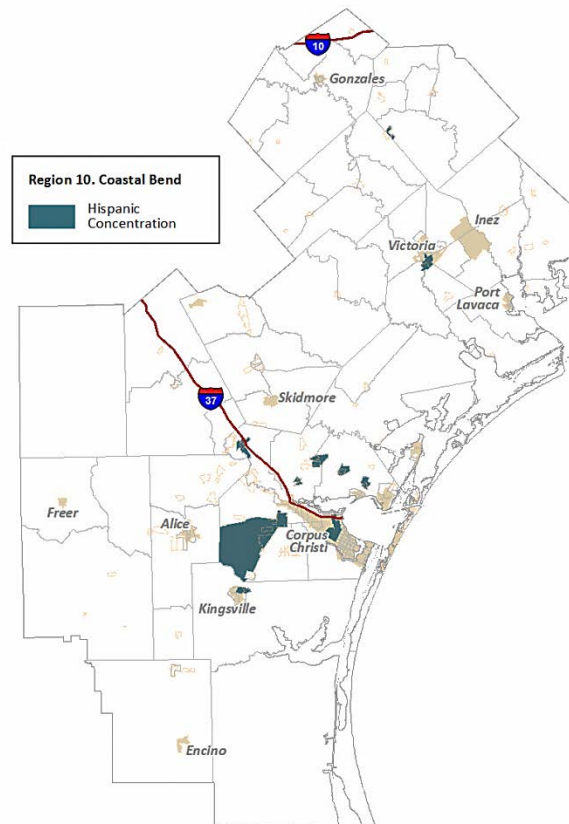 10
Gonzales
Region 10. Coastal Bend
Hispanic
Concentration
Inez
Victoria
Port
Lavaca
37
Skidmore
Freer
Alice
Corpus
Christi
Kingsville
Encino